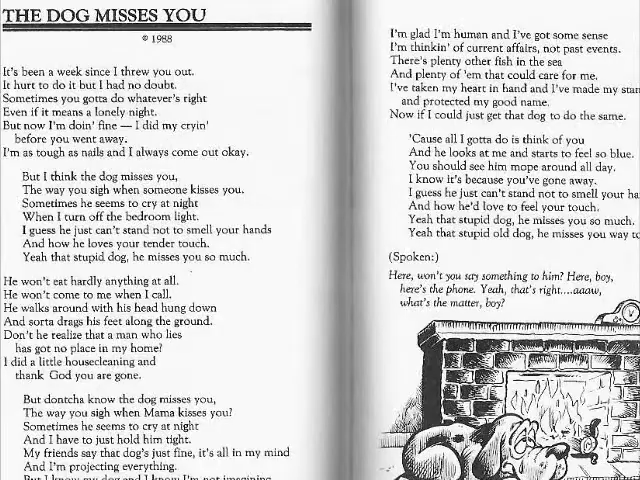 THE DOG MISSES YOU
© 1988
It's been a week since I threw you out.
It hurt to do it but I had no doubt.
Sometimes you gotta do whatever's right
Even if it means a lonely night.
But now I'm doin' fine — I did my cryin'
before you went away.
I'm as tough as nails and I always come out okay.
But I think the dog misses you,
The way you sigh when someone kisses you.
Sometimes he seems to cry at night
When I turn off the bedroom light.
I guess he just can't stand not to smell your hands
And how he loves your tender touch.
Yeah that stupid dog, he misses you so much.
He won't eat hardly anything at all.
He won't come to me when I call.
He walks around with his head hung down
And sorta drags his feet along the ground.
Don't he realize that a man who lies
has got no place in my home?
I did a little housecleaning and
thank God you are gone.
But dontcha know the dog misses you,
The way you sigh when Mama kisses you?
Sometimes he seems to cry at night
And I have to just hold him tight.
My friends say that dog's just fine, it's all in my mind
And I'm projecting everything.
But I know my dog and I know I'm not imagining
I'm glad I'm human and I've got some sense
I'm thinkin' of current affairs, not past events.
There's plenty other fish in the sea
And plenty of 'em that could care for me.
I've taken my heart in hand and I've made my stan
and protected my good name.
Now if I could just get that dog to do the same.
'Cause all I gotta do is think of you
And he looks at me and starts to feel so blue.
You should see him mope around all day.
I know it's because you've gone away.
I guess he just can't stand not to smell your ha
And how he'd love to feel your touch.
Yeah that stupid dog, he misses you so much.
Yeah that stupid old dog, he misses you way to
(Spoken:)
Here, won't you say something to him? Here, boy,
here's the phone. Yeah, that's right....aaaw,
what's the matter, boy?